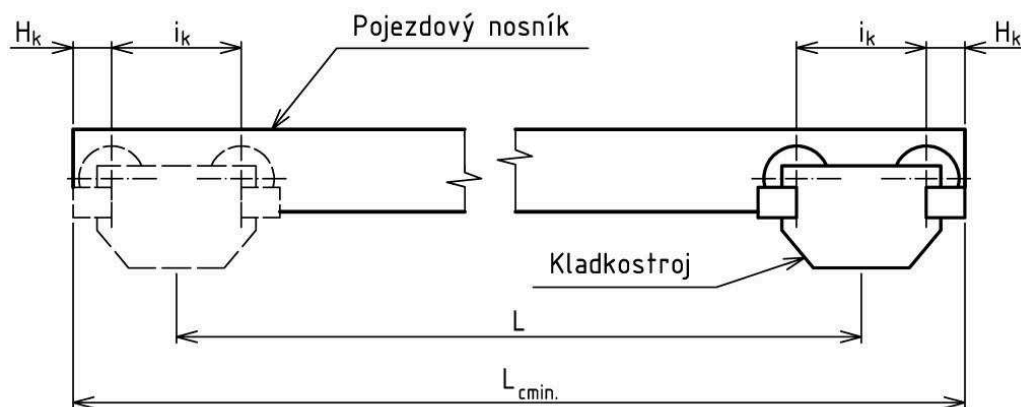 Pojezdový nosník
Hk
ik
ik
Hk
Kladkostroj
L
Lcmin.